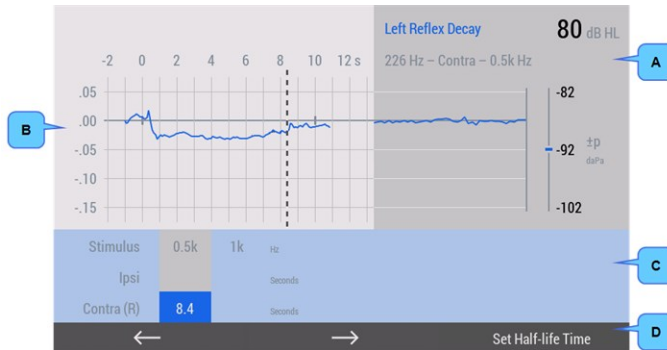 Left Reflex Decay 80 dB HL
226 Hz – Contra – 0.5k Hz
A
-2 0 2 4 6 8 10 12 s
.05
.00
-.05
-.10
-.15
B
-82
-92
-102
±p
daPa
Stimulus 0.5k 1k Hz
Ipsi Seconds
Contra (R) 8.4 Seconds
C
← → Set Half-life Time
D